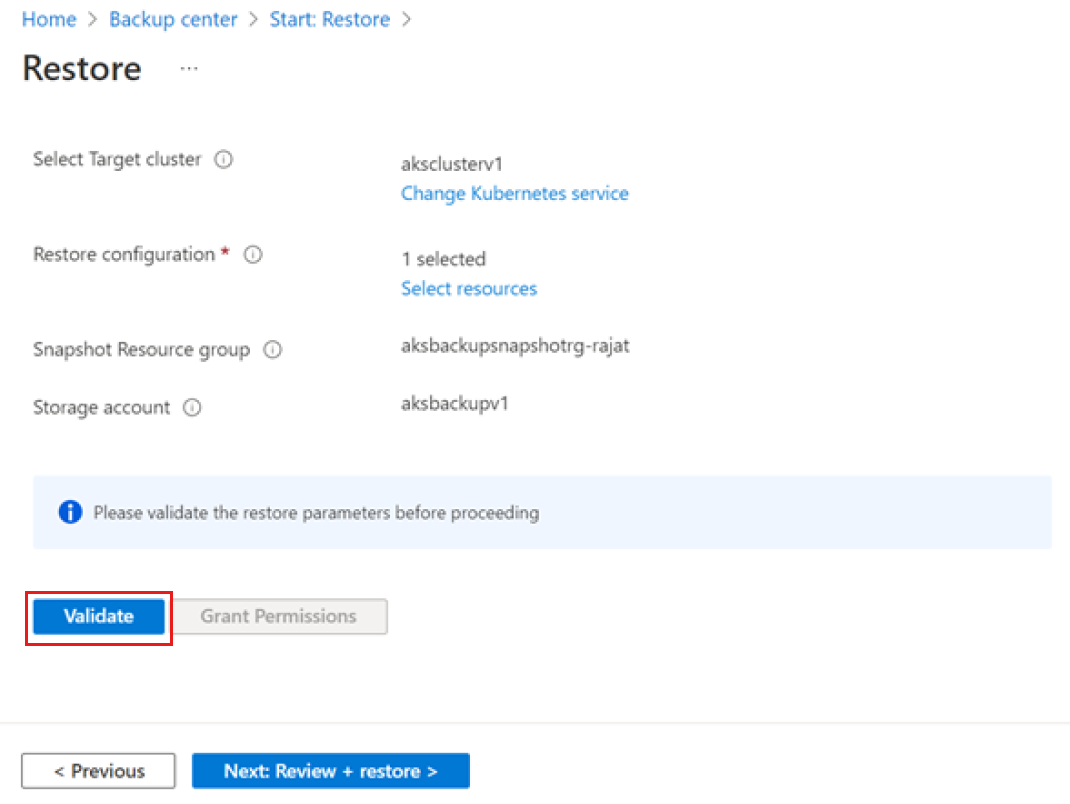 Home > Backup center > Start: Restore >
Restore ...
Select Target cluster
aksclusterv1
Change Kubernetes service
Restore configuration *
1 selected
Select resources
Snapshot Resource group
aksbackupsnapshotrg-rajat
Storage account
aksbackupv1
Please validate the restore parameters before proceeding
Validate
Grant Permissions
< Previous
Next: Review + restore >